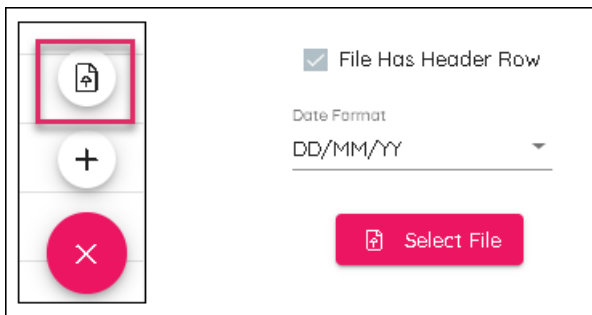 File Has Header Row
Date Format
DD/MM/YY
Select File